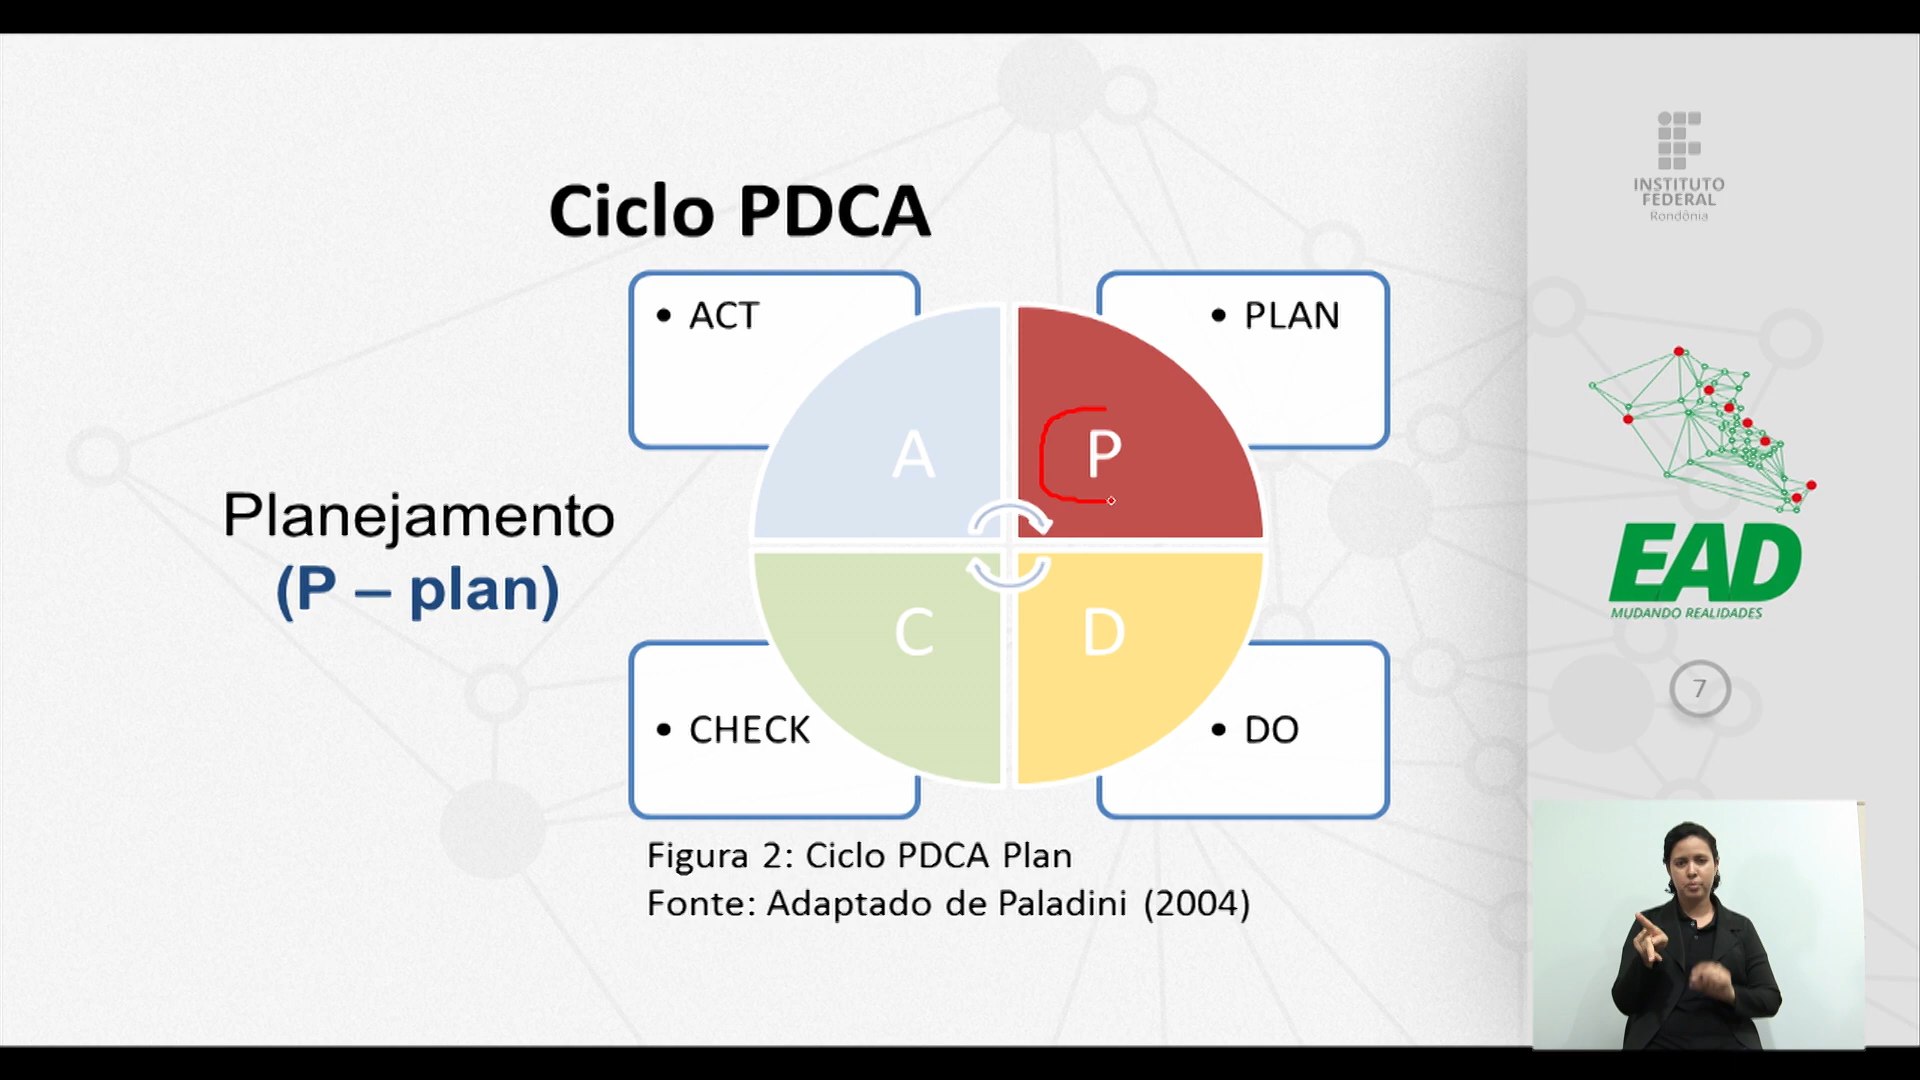 Ciclo PDCA
• ACT
• PLAN
A
P
Planejamento
(P – plan)
C
D
• CHECK
• DO
Figura 2: Ciclo PDCA Plan
Fonte: Adaptado de Paladini (2004)
INSTITUTO
FEDERAL
Rondônia
EAD
MUDANDO REALIDADES
7